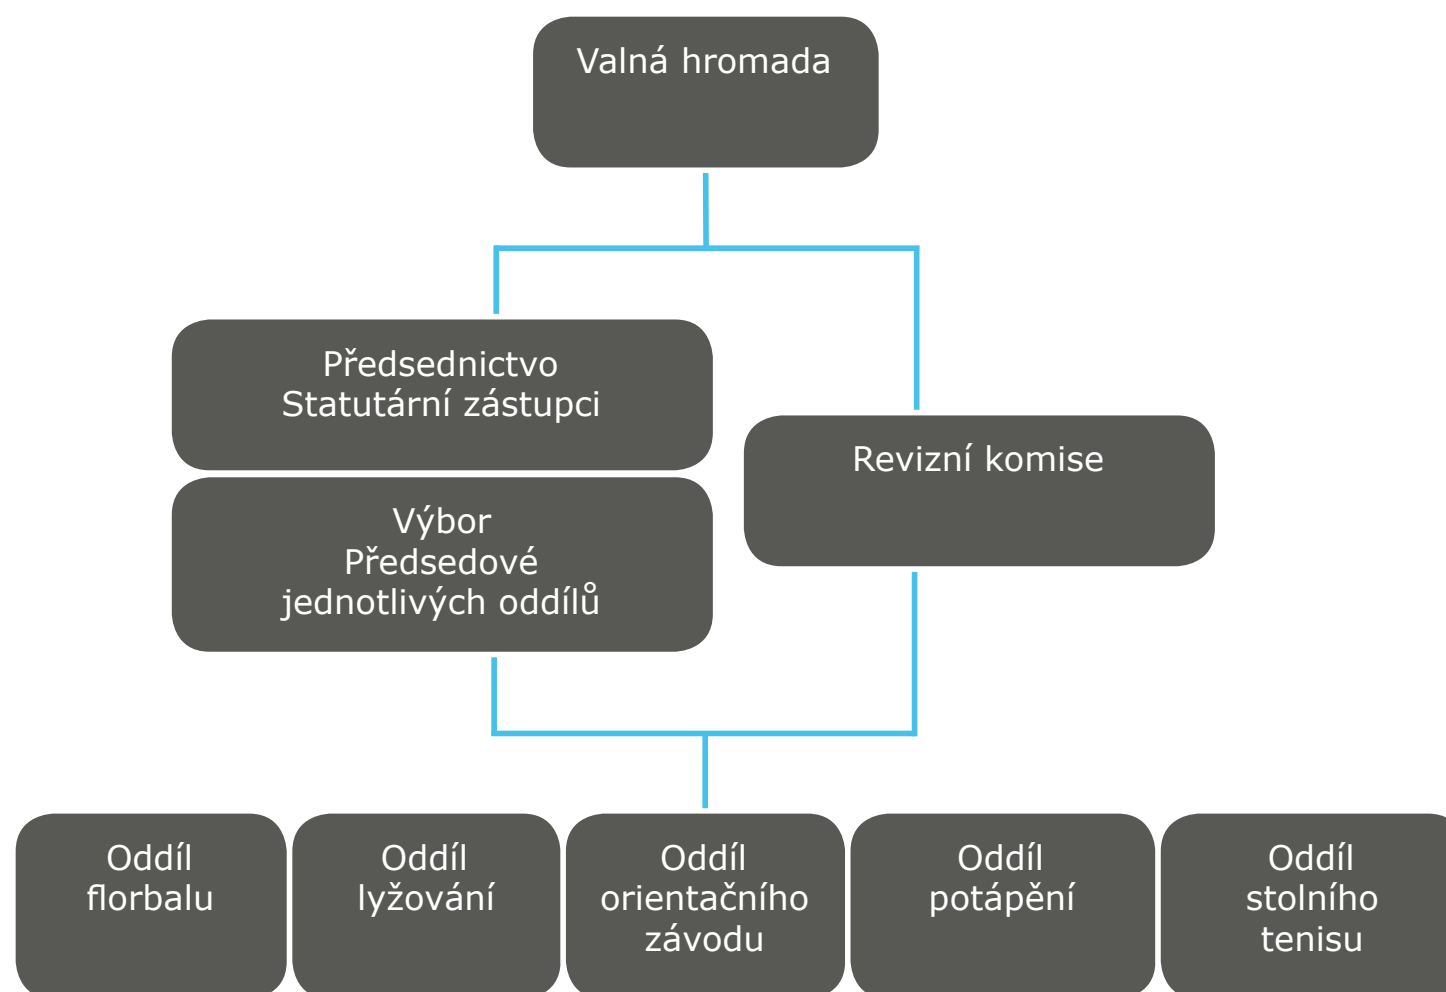 Valná hromada
Předsednictvo
Statutární zástupci
Revizní komise
Výbor
Předsedové
jednotlivých oddílů
Oddíl
florbalu
Oddíl
lyžování
Oddíl
orientačního
závodu
Oddíl
potápění
Oddíl
stolního
tenisu